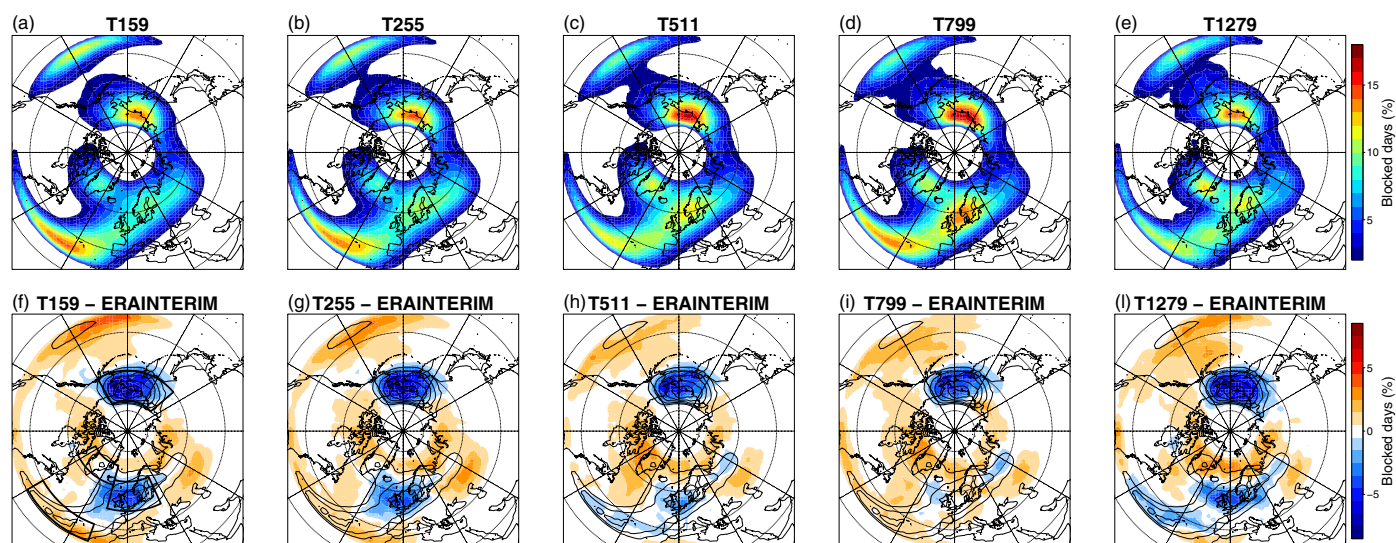 (a) T159 (b) T255 (c) T511 (d) T799 (e) T1279
15
10
5
Blocked days (%)
(f) T159 – ERAINTERIM (g) T255 – ERAINTERIM (h) T511 – ERAINTERIM (i) T799 – ERAINTERIM (l) T1279 – ERAINTERIM
5
0
−5
Blocked days (%)